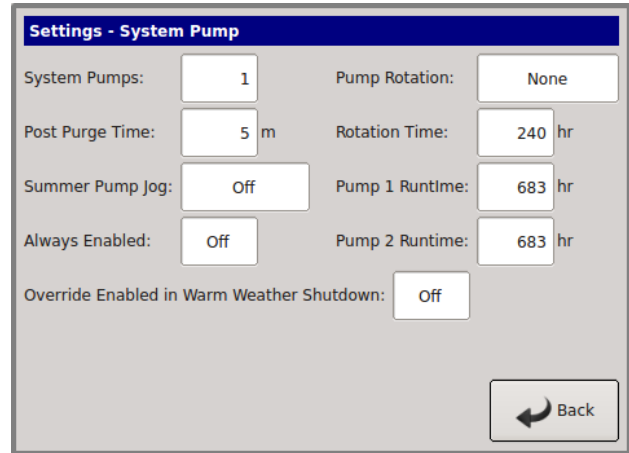 Settings - System Pump
System Pumps: 1 Pump Rotation: None
Post Purge Time: 5 m Rotation Time: 240 hr
Summer Pump Jog: Off Pump 1 RuntIme: 683 hr
Always Enabled: Off Pump 2 Runtime: 683 hr
Override Enabled in Warm Weather Shutdown: Off
Back